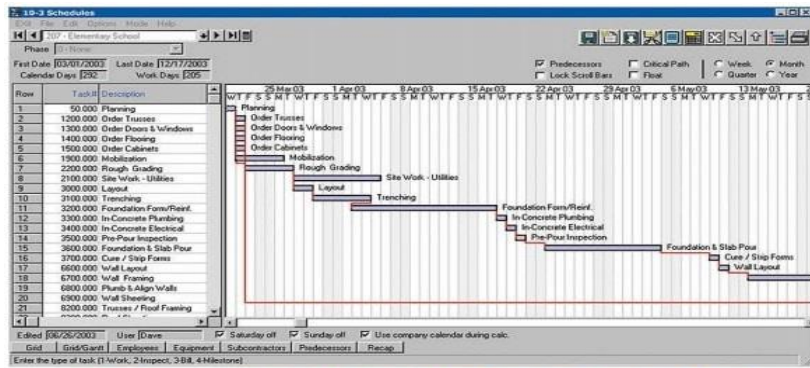 10-3 Schedules
Exit File Edit Options Mode Help
207 - Elementary School
Phase 0 - None
First Date 03/01/2003 Last Date 12/17/2003
Calendar Days 292 Work Days 205
Predecessors Critical Path Week Month
Lock Scroll Bars Float Quarter Year
Row Task# Description
25 Mar 03 1 Apr 03 8 Apr 03 15 Apr 03 22 Apr 03 29 Apr 03 6 May 03 13 May 03
W T F S S M T W T F S S M T W T F S S M T W T F S S M T W T F S S M T W T F S S M T W T F S S M T W T F S S M T W T F S
1 50.000 Planning Planning
2 1200.000 Order Trusses Order Trusses
3 1300.000 Order Doors & Windows Order Doors & Windows
4 1400.000 Order Flooring Order Flooring
5 1500.000 Order Cabinets Order Cabinets
6 1900.000 Mobilization Mobilization
7 2200.000 Rough Grading Rough Grading
8 2100.000 Site Work - Utilities Site Work - Utilities
9 3000.000 Layout Layout
10 3100.000 Trenching Trenching
11 3200.000 Foundation Form/Reinf. Foundation Form/Reinf.
12 3300.000 In-Concrete Plumbing In-Concrete Plumbing
13 3400.000 In-Concrete Electrical In-Concrete Electrical
14 3500.000 Pre-Pour Inspection Pre-Pour Inspection
15 3600.000 Foundation & Slab Pour Foundation & Slab Pour
16 3700.000 Cure / Strip Forms Cure / Strip Forms
17 6600.000 Wall Layout Wall Layout
18 6700.000 Wall Framing
19 6800.000 Plumb & Align Walls
20 6900.000 Wall Sheeting
21 8200.000 Trusses / Roof Framing
Edited 06/26/2003 User Dave Saturday off Sunday off Use company calendar during calc.
Grid Grid/Gantt Employees Equipment Subcontractors Predecessors Recap
Enter the type of task (1-Work, 2-Inspect, 3-Bill, 4-Milestone)